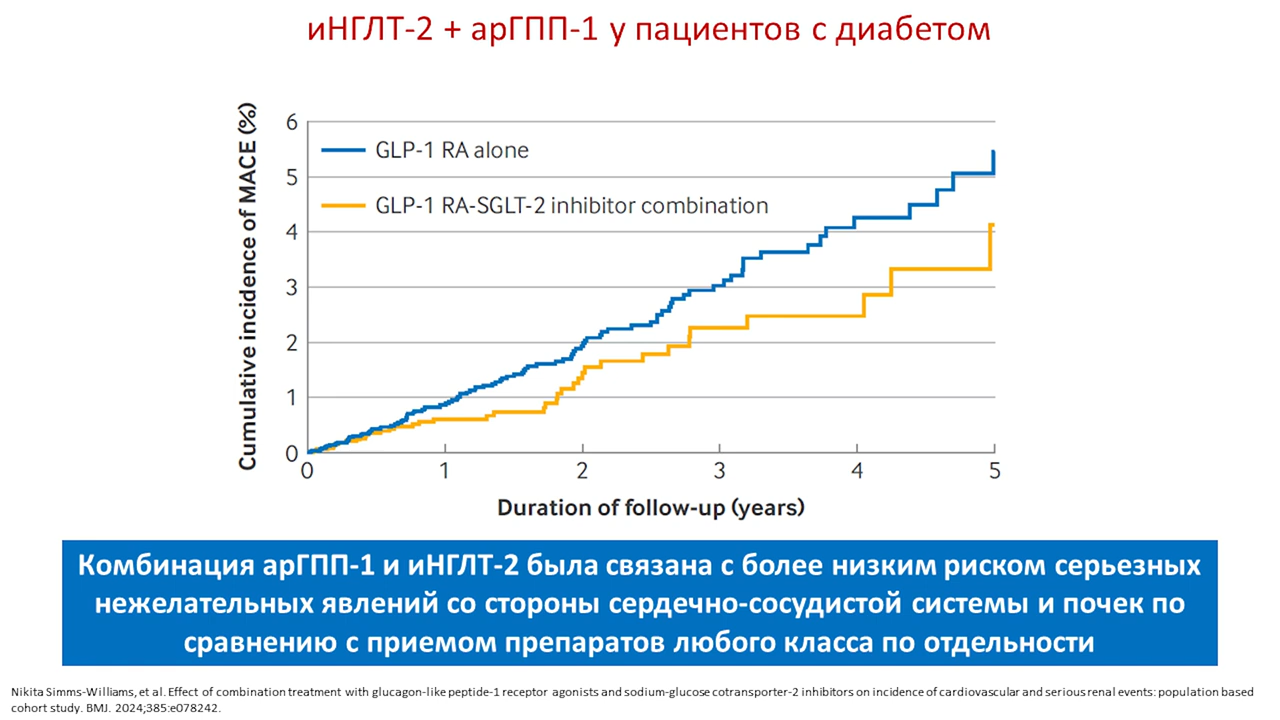 иНГЛТ-2 + арГПП-1 у пациентов с диабетом
Cumulative incidence of MACE (%)
6
5
4
3
2
1
0
GLP-1 RA alone
GLP-1 RA-SGLT-2 inhibitor combination
0 1 2 3 4 5
Duration of follow-up (years)
Комбинация арГПП-1 и иНГЛТ-2 была связана с более низким риском серьезных
нежелательных явлений со стороны сердечно-сосудистой системы и почек по
сравнению с приемом препаратов любого класса по отдельности
Nikita Simms-Williams, et al. Effect of combination treatment with glucagon-like peptide-1 receptor agonists and sodium-glucose cotransporter-2 inhibitors on incidence of cardiovascular and serious renal events: population based
cohort study. BMJ. 2024;385:e078242.